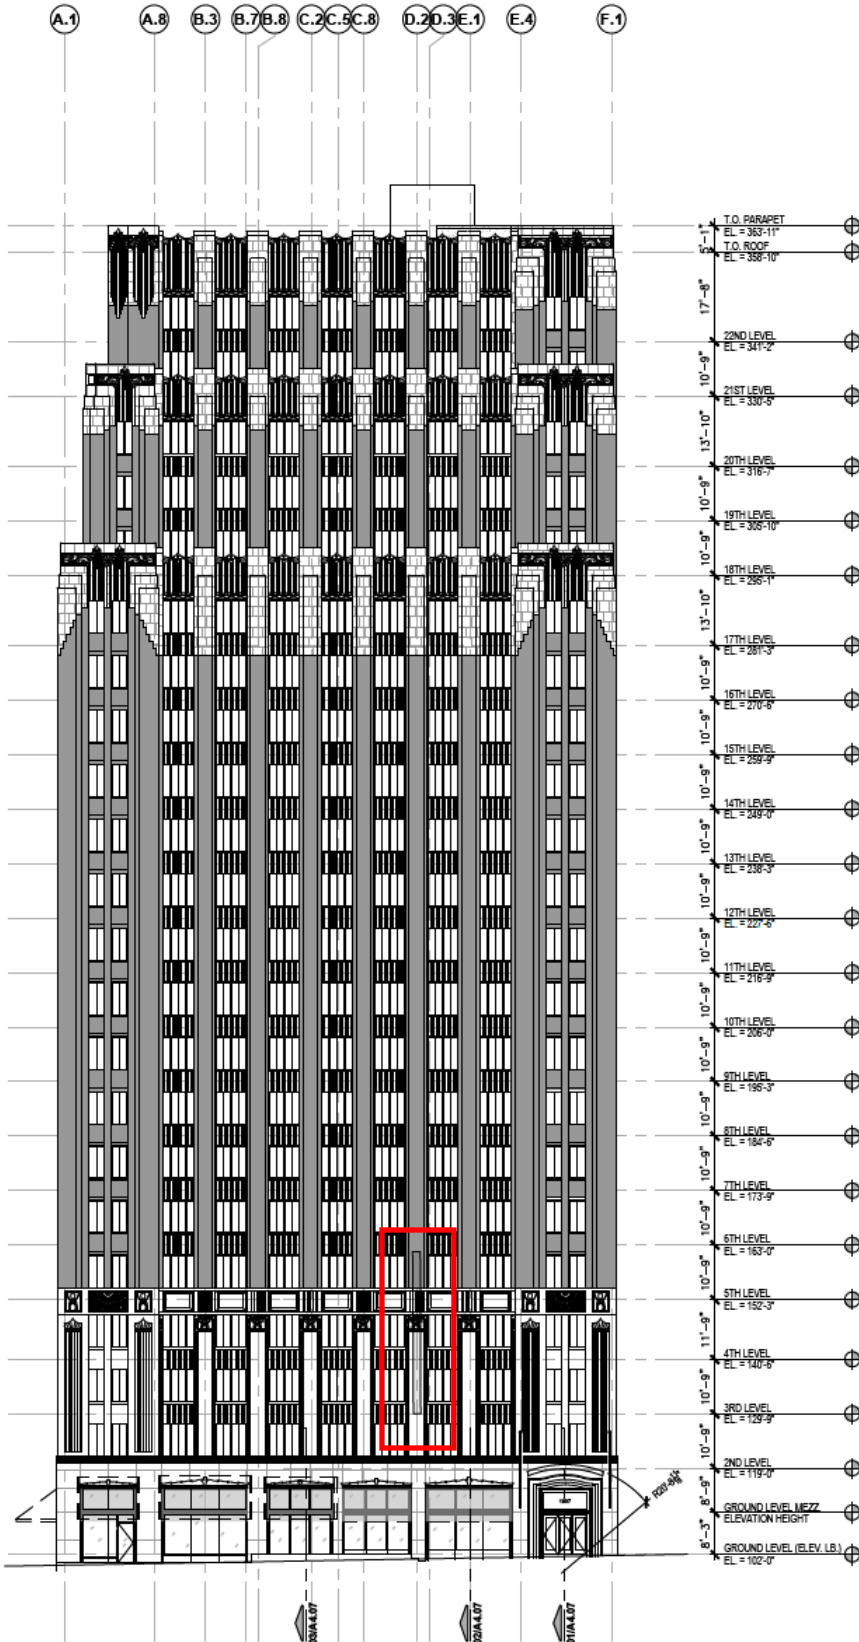 A.1 A.8 B.3 B.7 B.8 C.2 C.5 C.8 D.2 D.3 E.1 E.4 F.1
T.O. PARAPET
EL. = 363'-11"
5'-1"
T.O. ROOF
EL. = 358'-10"
17'-8"
22ND LEVEL
EL. = 341'-2"
10'-9"
21ST LEVEL
EL. = 330'-5"
13'-10"
20TH LEVEL
EL. = 316'-7"
10'-9"
19TH LEVEL
EL. = 305'-10"
10'-9"
18TH LEVEL
EL. = 295'-1"
13'-10"
17TH LEVEL
EL. = 281'-3"
10'-9"
16TH LEVEL
EL. = 270'-6"
10'-9"
15TH LEVEL
EL. = 259'-9"
10'-9"
14TH LEVEL
EL. = 249'-0"
10'-9"
13TH LEVEL
EL. = 238'-3"
10'-9"
12TH LEVEL
EL. = 227'-6"
10'-9"
11TH LEVEL
EL. = 216'-9"
10'-9"
10TH LEVEL
EL. = 206'-0"
10'-9"
9TH LEVEL
EL. = 195'-3"
10'-9"
8TH LEVEL
EL. = 184'-6"
10'-9"
7TH LEVEL
EL. = 173'-9"
10'-9"
6TH LEVEL
EL. = 163'-0"
10'-9"
5TH LEVEL
EL. = 152'-3"
11'-9"
4TH LEVEL
EL. = 140'-6"
10'-9"
3RD LEVEL
EL. = 129'-9"
10'-9"
2ND LEVEL
EL. = 119'-0"
8'-9"
GROUND LEVEL MEZZ
ELEVATION HEIGHT
8'-3"
GROUND LEVEL (ELEV. LB.)
EL. = 102'-0"
03/A4.07
02/A4.07
01/A4.07